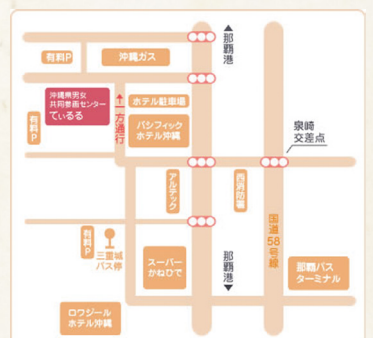 ▲那覇港
有料P
沖縄ガス
沖縄県男女
共同参画センター
てぃるる
一方通行
ホテル駐車場
パシフィック
ホテル沖縄
有料P
泉崎
交差点
アルテック
西消防署
国道58号線
有料P
三重城
バス停
スーパー
かねひで
那覇港▼
那覇バス
ターミナル
ロワジール
ホテル沖縄